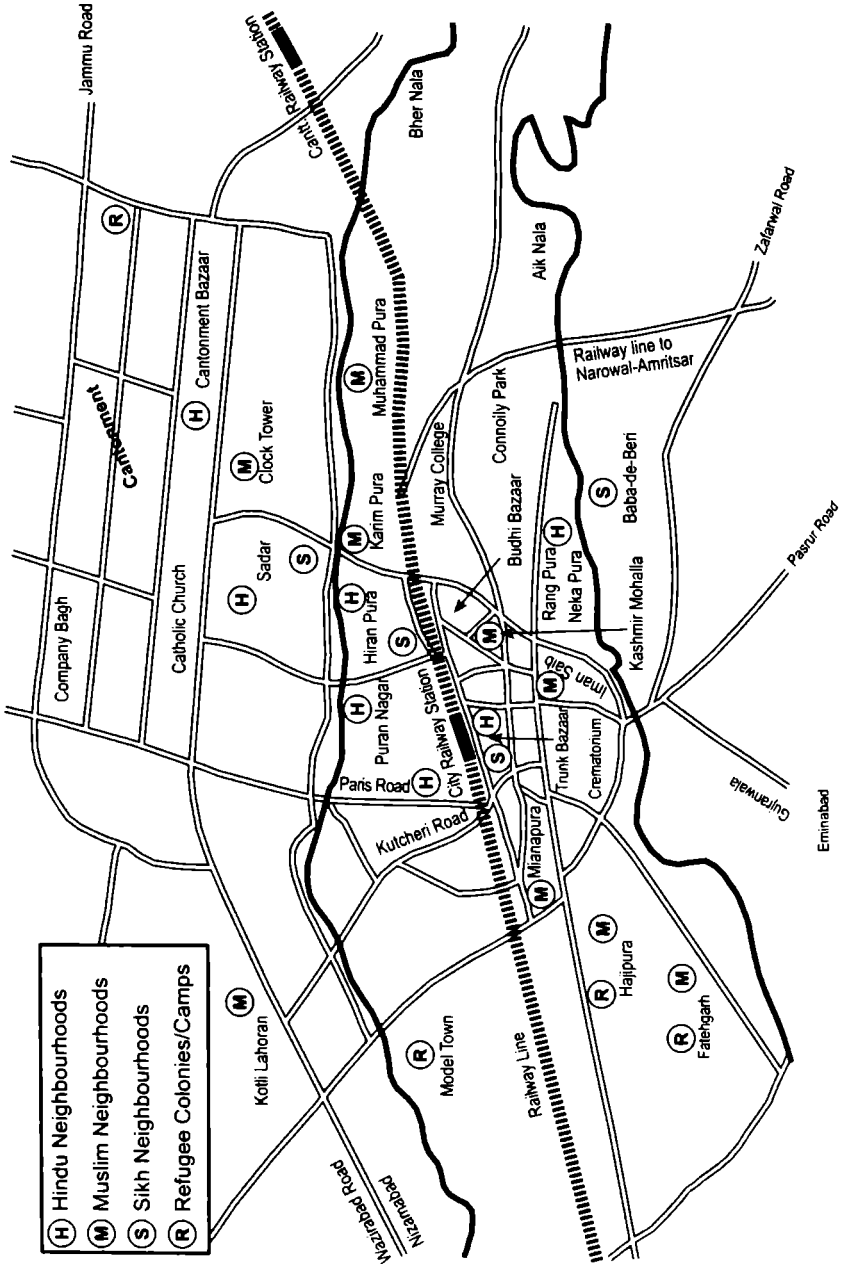 H Hindu Neighbourhoods
M Muslim Neighbourhoods
S Sikh Neighbourhoods
R Refugee Colonies/Camps
Jammu Road
Cantt. Railway Station
Bher Nala
R
Cantonment
Cantonment Bazaar
H
M
Clock Tower
Company Bagh
Catholic Church
Sadar
H
S
Muhammad Pura
M
Karim Pura
M
Hiran Pura
H
S
Puran Nagar
H
Paris Road
H
City Railway Station
Kutcheri Road
Kotli Lahoran
M
Wazirabad Road
Nizamabad
Model Town
R
Railway Line
Murray College
Connoily Park
Budhi Bazaar
Aik Nala
Zafarwal Road
Railway line to
Narowal-Amritsar
Rang Pura
H
Neka Pura
S
Baba-de-Beri
Kashmir Mohalla
M
Iman Saib
M
Pasrur Road
Trunk Bazaar
H
S
Crematorium
Mianapura
M
Hajipura
R
M
Fatehgarh
R
M
Gujranwala
Eminabad